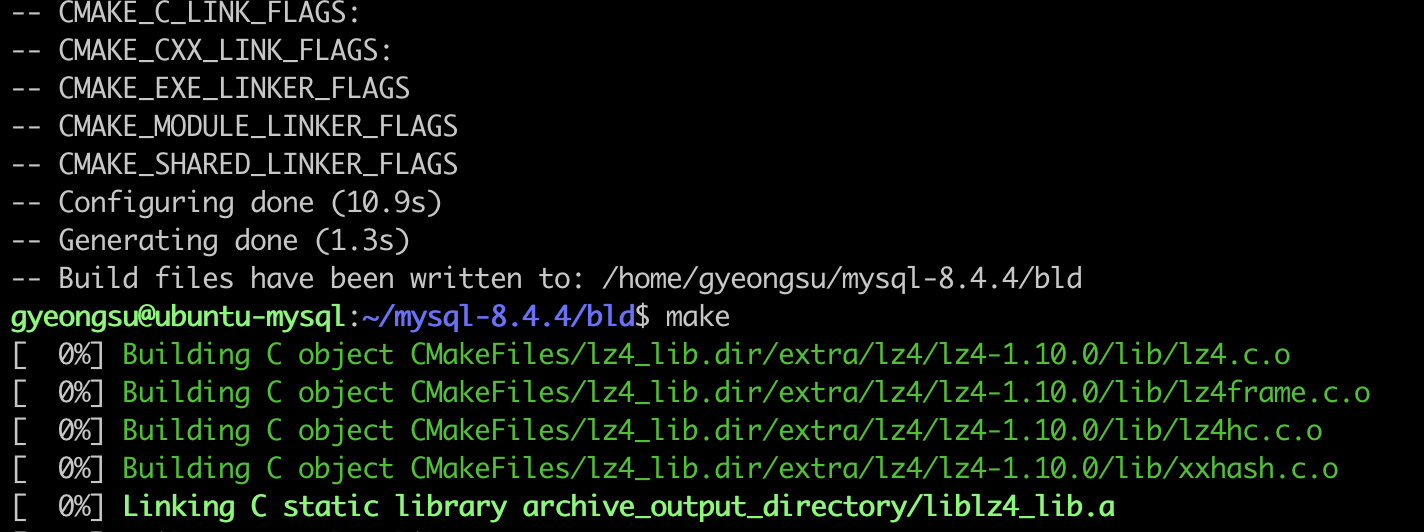 -- CMAKE_C_LINK_FLAGS:
-- CMAKE_CXX_LINK_FLAGS:
-- CMAKE_EXE_LINKER_FLAGS
-- CMAKE_MODULE_LINKER_FLAGS
-- CMAKE_SHARED_LINKER_FLAGS
-- Configuring done (10.9s)
-- Generating done (1.3s)
-- Build files have been written to: /home/gyeongsu/mysql-8.4.4/bld
gyeongsu@ubuntu-mysql:~/mysql-8.4.4/bld$ make
[  0%] Building C object CMakeFiles/lz4_lib.dir/extra/lz4/lz4-1.10.0/lib/lz4.c.o
[  0%] Building C object CMakeFiles/lz4_lib.dir/extra/lz4/lz4-1.10.0/lib/lz4frame.c.o
[  0%] Building C object CMakeFiles/lz4_lib.dir/extra/lz4/lz4-1.10.0/lib/lz4hc.c.o
[  0%] Building C object CMakeFiles/lz4_lib.dir/extra/lz4/lz4-1.10.0/lib/xxhash.c.o
[  0%] Linking C static library archive_output_directory/liblz4_lib.a